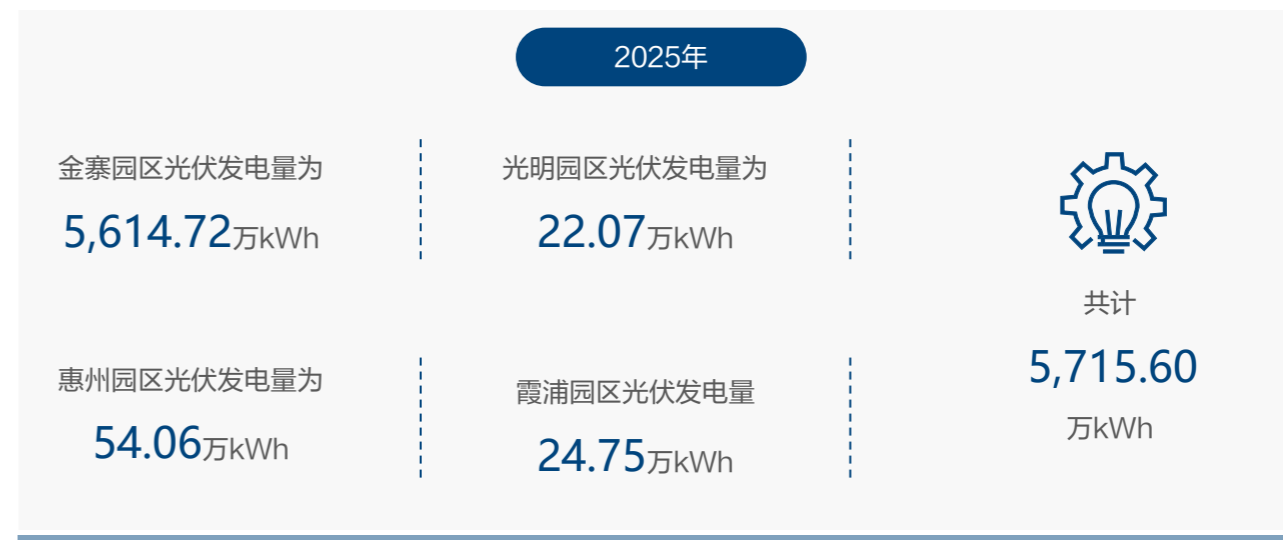 2025年
金寨园区光伏发电量为
5,614.72万kWh
光明园区光伏发电量为
22.07万kWh
惠州园区光伏发电量为
54.06万kWh
霞浦园区光伏发电量
24.75万kWh
共计
5,715.60
万kWh